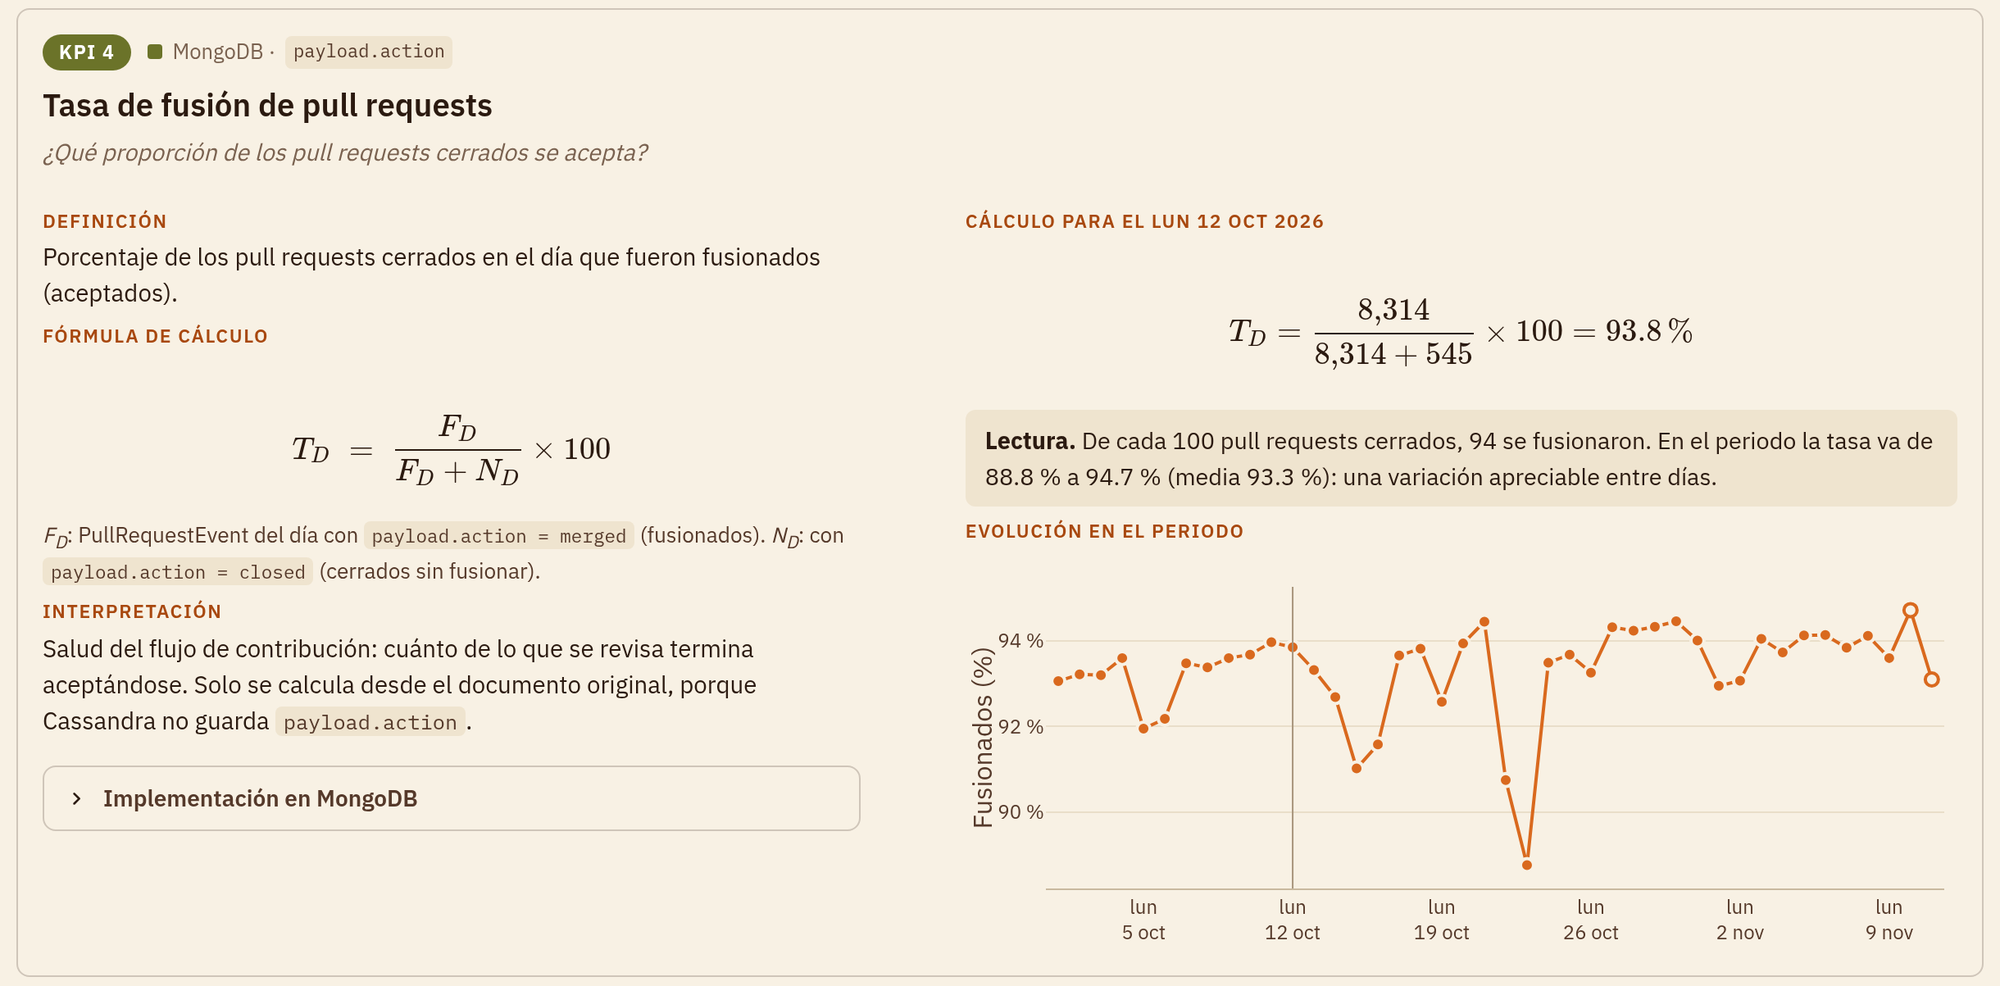 KPI 4 MongoDB · payload.action
Tasa de fusión de pull requests
¿Qué proporción de los pull requests cerrados se acepta?
DEFINICIÓN
Porcentaje de los pull requests cerrados en el día que fueron fusionados
(aceptados).
FÓRMULA DE CÁLCULO
T_D = F_D / (F_D + N_D) × 100
F_D: PullRequestEvent del día con payload.action = merged (fusionados). N_D: con
payload.action = closed (cerrados sin fusionar).
INTERPRETACIÓN
Salud del flujo de contribución: cuánto de lo que se revisa termina
aceptándose. Solo se calcula desde el documento original, porque
Cassandra no guarda payload.action.
Implementación en MongoDB
CÁLCULO PARA EL LUN 12 OCT 2026
T_D = 8,314 / (8,314 + 545) × 100 = 93.8 %
Lectura. De cada 100 pull requests cerrados, 94 se fusionaron. En el periodo la tasa va de
88.8 % a 94.7 % (media 93.3 %): una variación apreciable entre días.
EVOLUCIÓN EN EL PERIODO
Fusionados (%)
94 %
92 %
90 %
lun lun lun lun lun lun
5 oct 12 oct 19 oct 26 oct 2 nov 9 nov